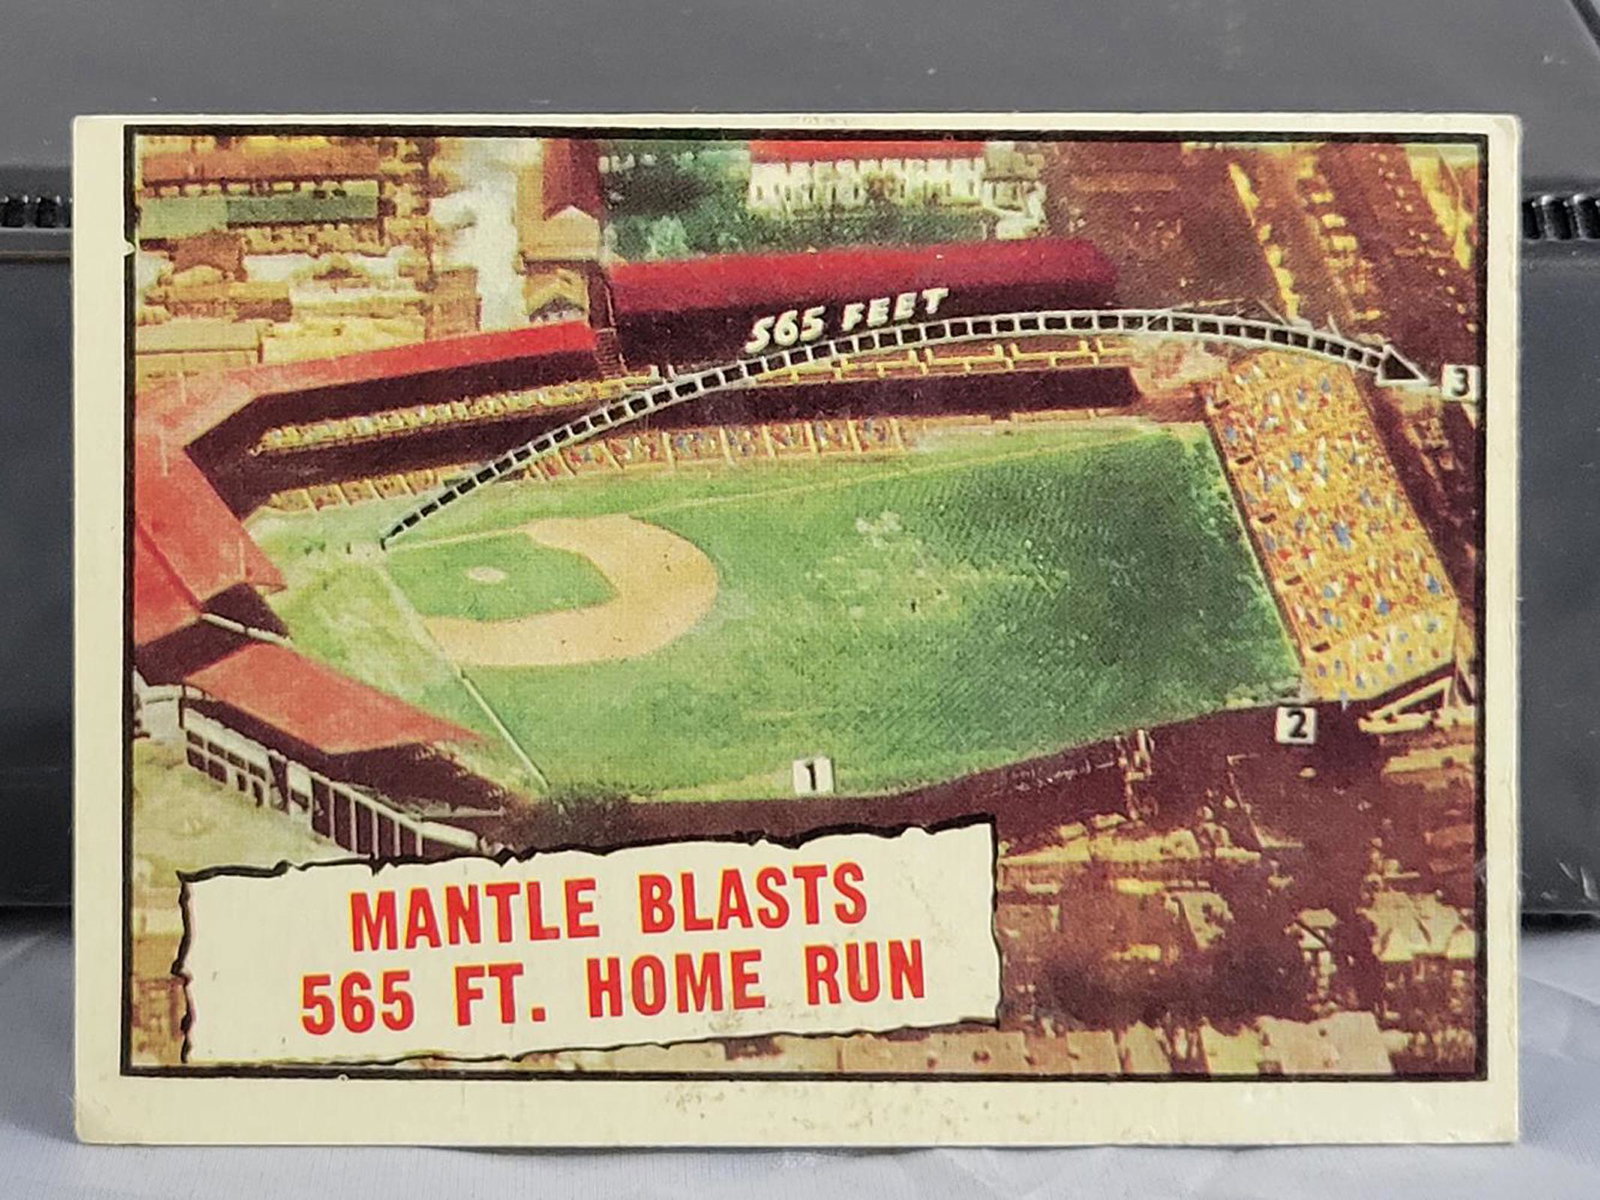 565 FEET
3
2
1
MANTLE BLASTS
565 FT. HOME RUN